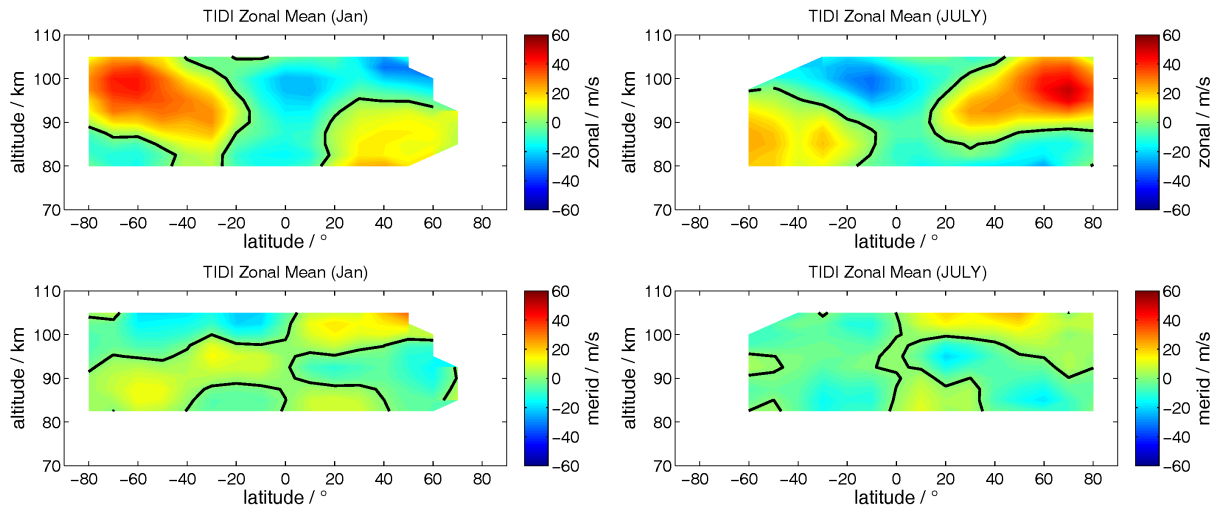 TIDI Zonal Mean (Jan)
110
100
90
80
70
altitude / km
−80 −60 −40 −20 0 20 40 60 80
latitude / °
60
40
20
0
−20
−40
−60
zonal / m/s
TIDI Zonal Mean (JULY)
110
100
90
80
70
altitude / km
−80 −60 −40 −20 0 20 40 60 80
latitude / °
60
40
20
0
−20
−40
−60
zonal / m/s
TIDI Zonal Mean (Jan)
110
100
90
80
70
altitude / km
−80 −60 −40 −20 0 20 40 60 80
latitude / °
60
40
20
0
−20
−40
−60
merid / m/s
TIDI Zonal Mean (JULY)
110
100
90
80
70
altitude / km
−80 −60 −40 −20 0 20 40 60 80
latitude / °
60
40
20
0
−20
−40
−60
merid / m/s